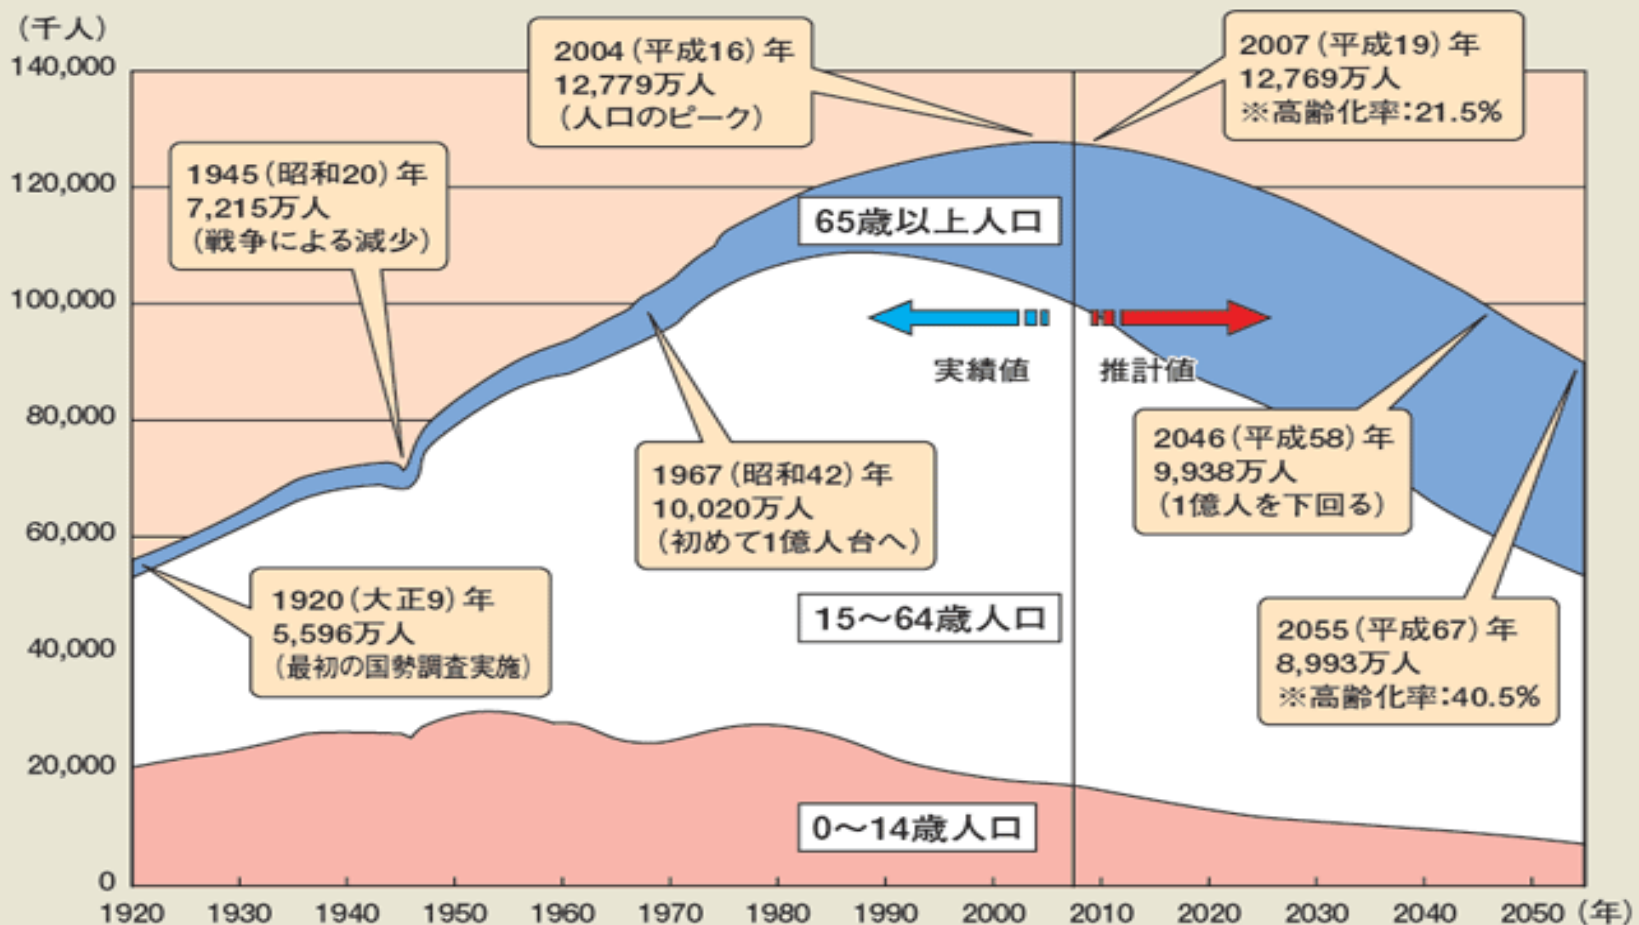 (千人)
140,000
120,000
100,000
80,000
60,000
40,000
20,000
0
1920
1930
1940
1950
1960
1970
1980
1990
2000
2010
2020
2030
2040
2050
(年)
1920(大正9)年
5,596万人
(最初の国勢調査実施)
1945(昭和20)年
7,215万人
(戦争による減少)
1967(昭和42)年
10,020万人
(初めて1億人台へ)
2004(平成16)年
12,779万人
(人口のピーク)
2007(平成19)年
12,769万人
※高齢化率:21.5%
2046(平成58)年
9,938万人
(1億人を下回る)
2055(平成67)年
8,993万人
※高齢化率:40.5%
65歳以上人口
実績値
推計値
15〜64歳人口
0〜14歳人口